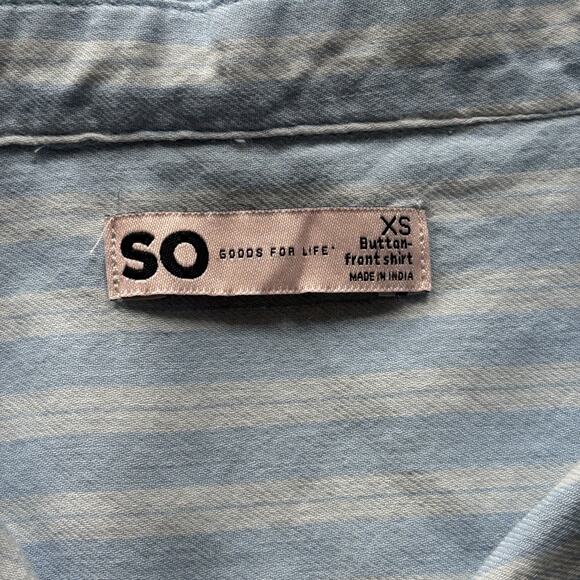 SO GOODS FOR LIFE
XS
Button-
front shirt
MADE IN INDIA